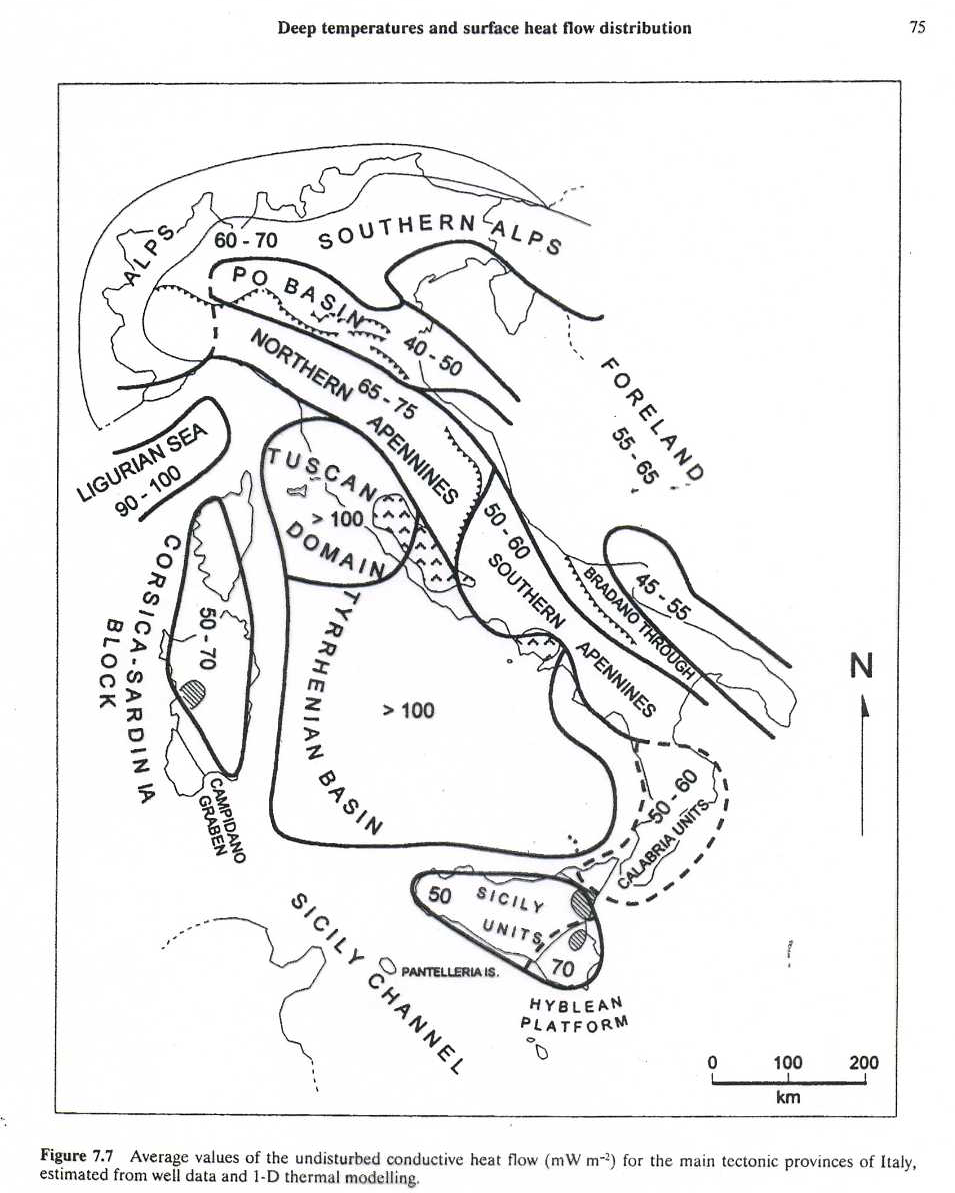 Deep temperatures and surface heat flow distribution
75
ALPS
60 - 70
SOUTHERN ALPS
PO BASIN
40 - 50
NORTHERN APENNINES
65 - 75
FORELAND
55 - 65
LIGURIAN SEA
90 - 100
TUSCAN DOMAIN
> 100
50 - 60
SOUTHERN APENNINES
45 - 55
BRADANO THROUGH
CORSICA-SARDINIA
BLOCK
50 - 70
CAMPIDANO
GRABEN
TYRRHENIAN BASIN
> 100
N
50 - 60
CALABRIA UNITS
50
SICILY
UNITS
70
HYBLEAN
PLATFORM
SICILY CHANNEL
PANTELLERIA IS.
0 100 200
km
Figure 7.7 Average values of the undisturbed conductive heat flow (mW m⁻²) for the main tectonic provinces of Italy,
estimated from well data and 1-D thermal modelling.